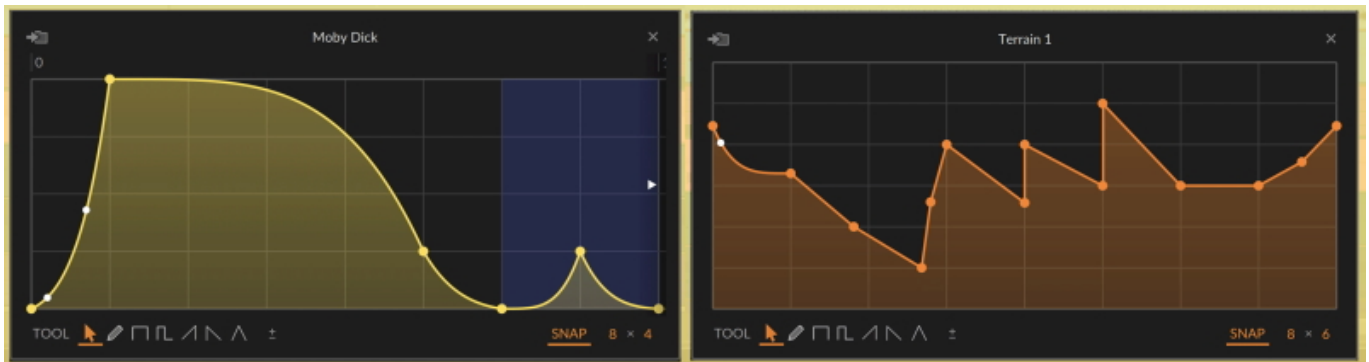 Moby Dick
0
TOOL ± SNAP 8 × 4
Terrain 1
TOOL ± SNAP 8 × 6